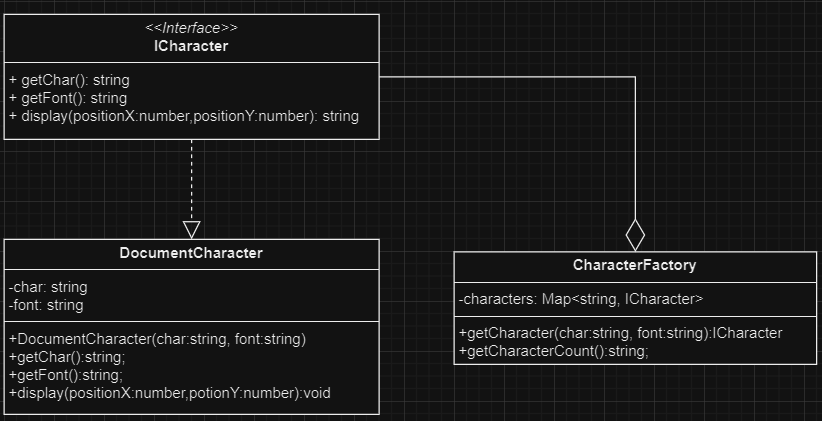 <<Interface>>
ICharacter
+ getChar(): string
+ getFont(): string
+ display(positionX:number,positionY:number): string
DocumentCharacter
-char: string
-font: string
+DocumentCharacter(char:string, font:string)
+getChar():string;
+getFont():string;
+display(positionX:number,potionY:number):void
CharacterFactory
-characters: Map<string, ICharacter>
+getCharacter(char:string, font:string):ICharacter
+getCharacterCount():string;